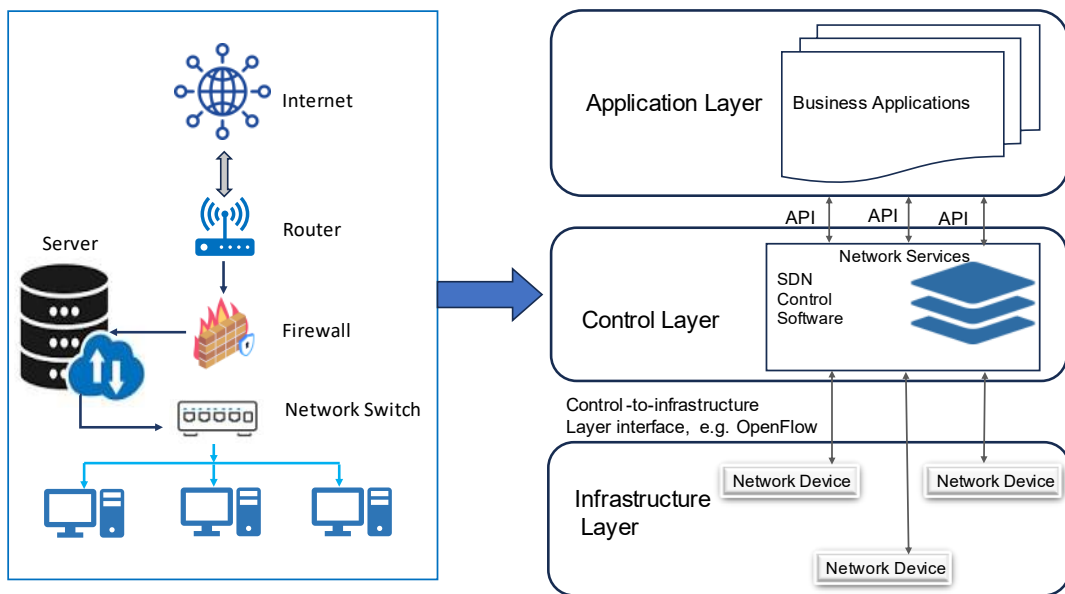 Internet
Router
Server
Firewall
Network Switch
Application Layer
Business Applications
API
API
API
Network Services
SDN
Control
Software
Control Layer
Control-to-infrastructure
Layer interface, e.g. OpenFlow
Network Device
Network Device
Infrastructure
Layer
Network Device